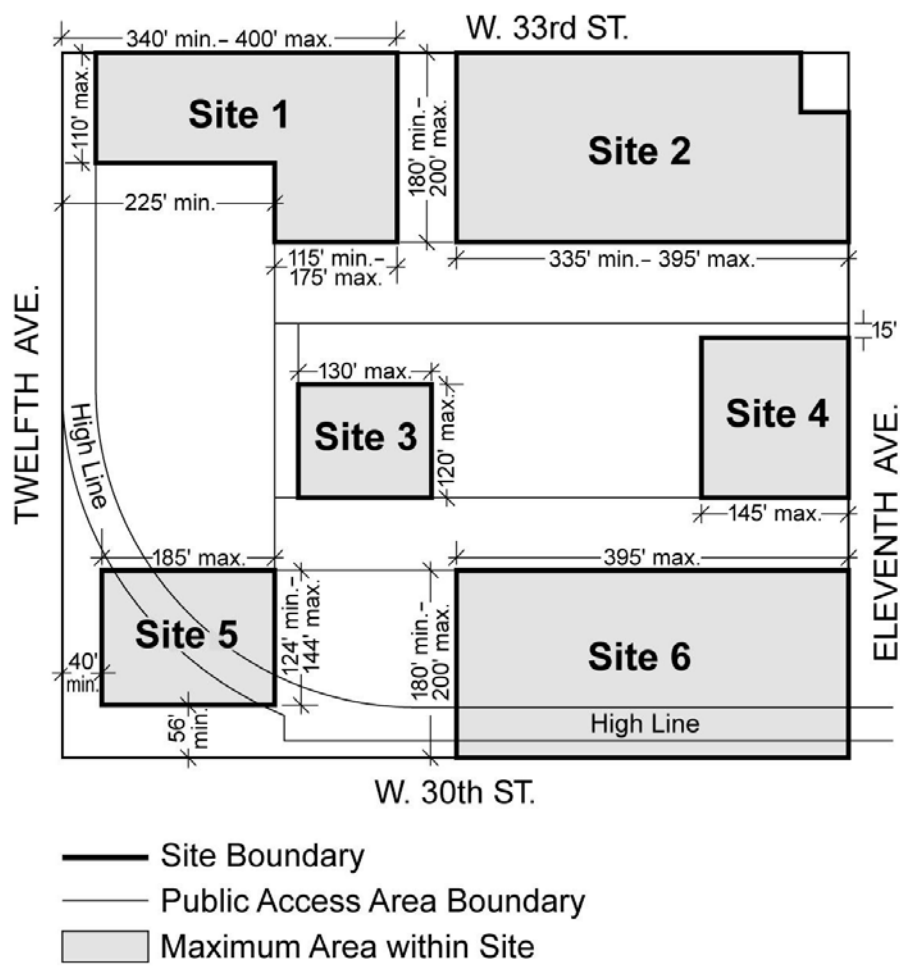 W. 33rd ST.
340' min.– 400' max.
110' max.
Site 1
180' min.–
200' max.
Site 2
225' min.
115' min.–
175' max.
335' min.– 395' max.
15'
TWELFTH AVE.
High Line
130' max.
Site 3
120' max.
Site 4
145' max.
ELEVENTH AVE.
185' max.
395' max.
Site 5
124' min.–
144' max.
180' min.–
200' max.
Site 6
40'
min.
56'
min.
High Line
W. 30th ST.
Site Boundary
Public Access Area Boundary
Maximum Area within Site